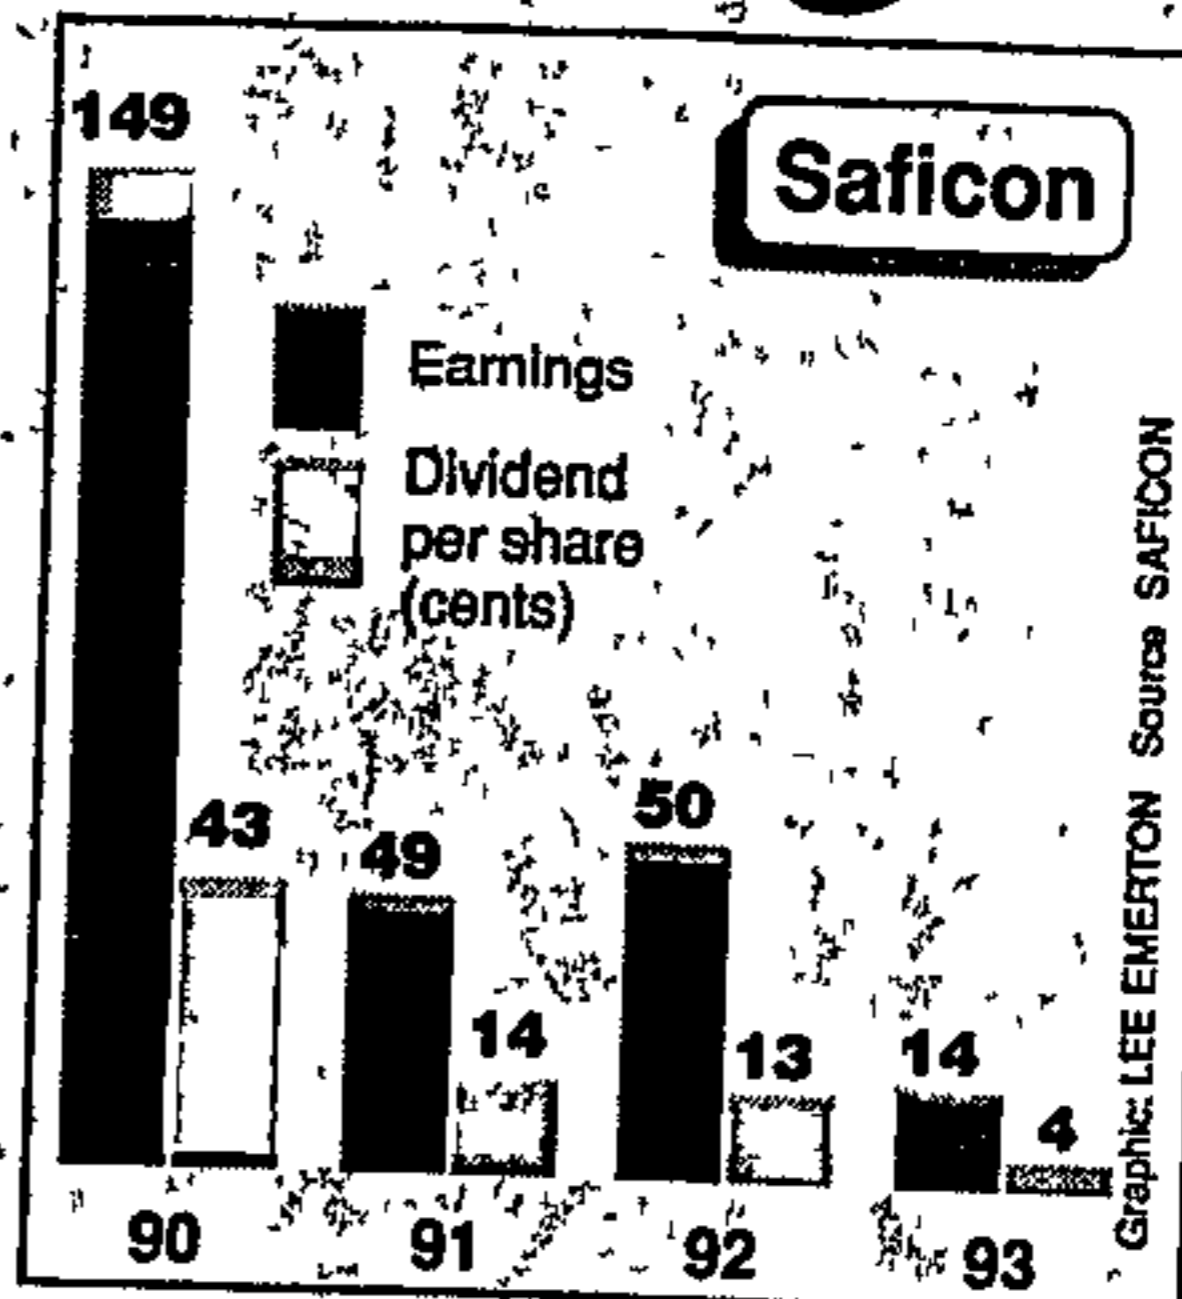 Saficon
Earnings
Dividend
per share
(cents)
149
43
49
14
50
13
14
4
90
91
92
93
Graphic: LEE EMERTON Source SAFICON